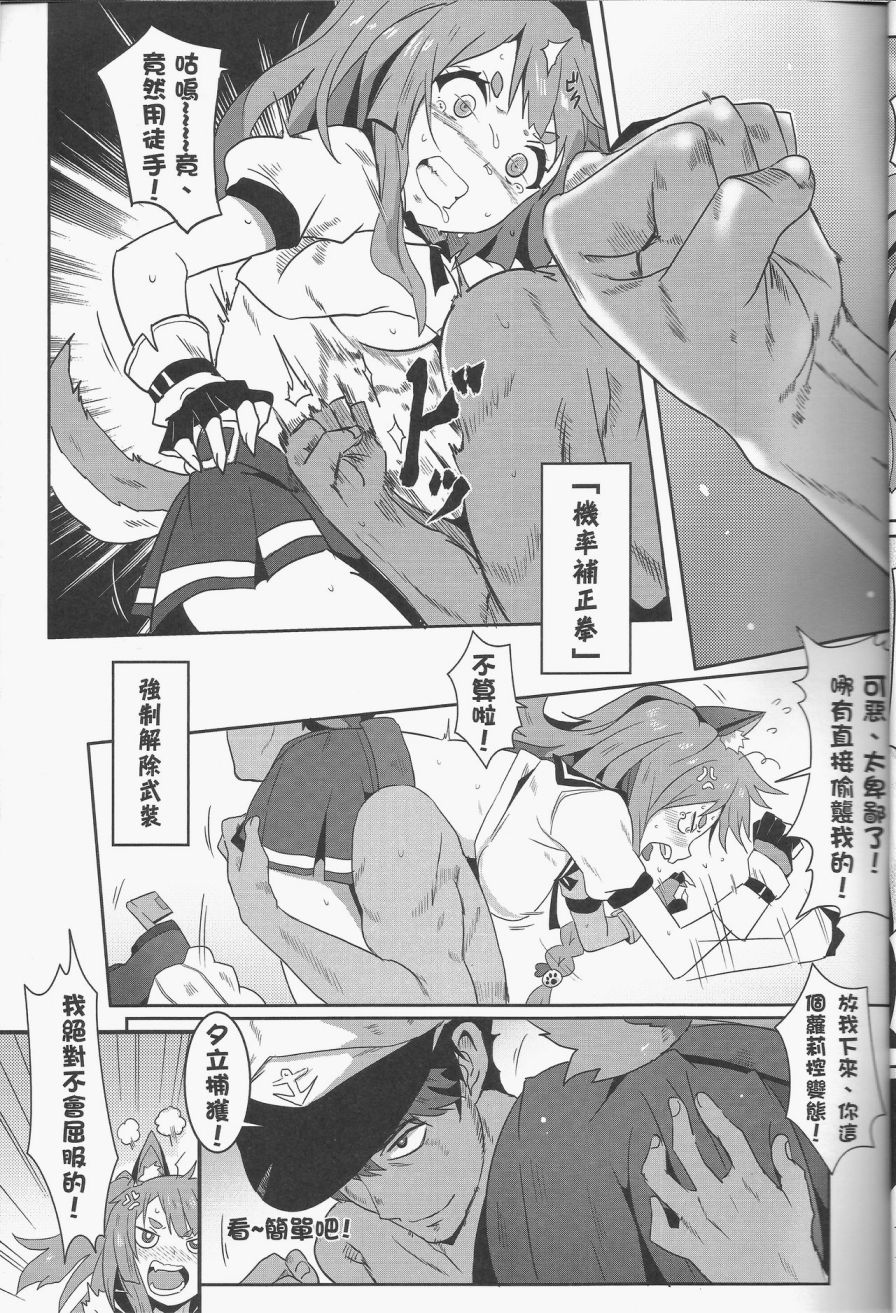 咕嗚~~~~竟、
竟然用徒手！
「機率補正拳」
可惡、太卑鄙了！
哪有直接偷襲我的！
不算啦！
強制解除武裝
放我下來、你這
個蘿莉控變態！
夕立捕獲！
看~簡單吧！
我絕對不會屈服的！